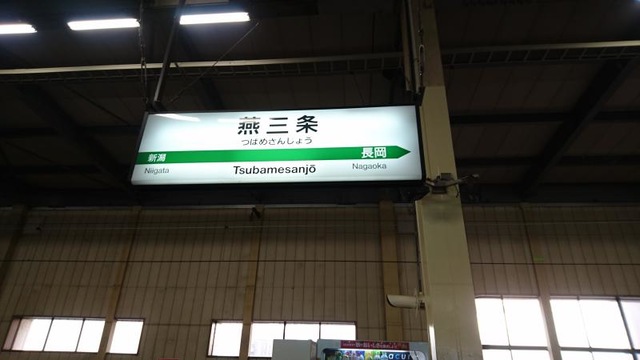 燕三条
つばめさんじょう
新潟 長岡
Niigata Tsubamesanjō Nagaoka